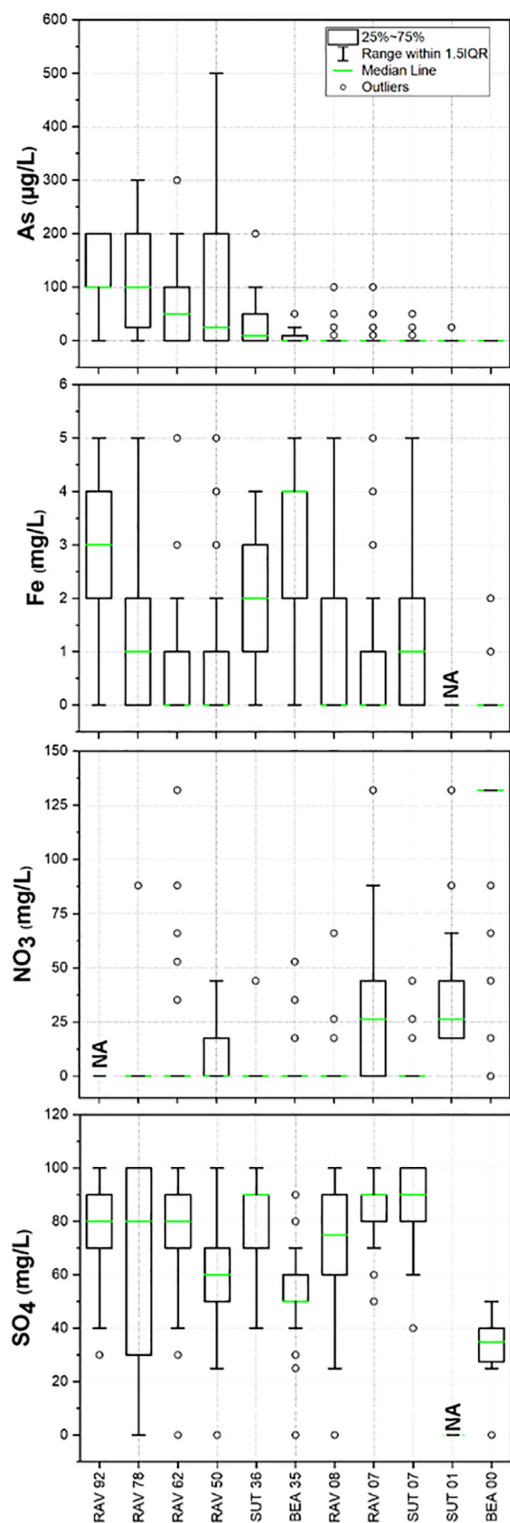 600
500
400
300
200
100
0
As (µg/L)
25%~75%
Range within 1.5IQR
Median Line
Outliers
6
5
4
3
2
1
0
Fe (mg/L)
NA
150
125
100
75
50
25
0
NO3 (mg/L)
NA
120
100
80
60
40
20
0
SO4 (mg/L)
NA
RAV 92
RAV 78
RAV 62
RAV 50
SUT 36
BEA 35
RAV 08
RAV 07
SUT 07
SUT 01
BEA 00